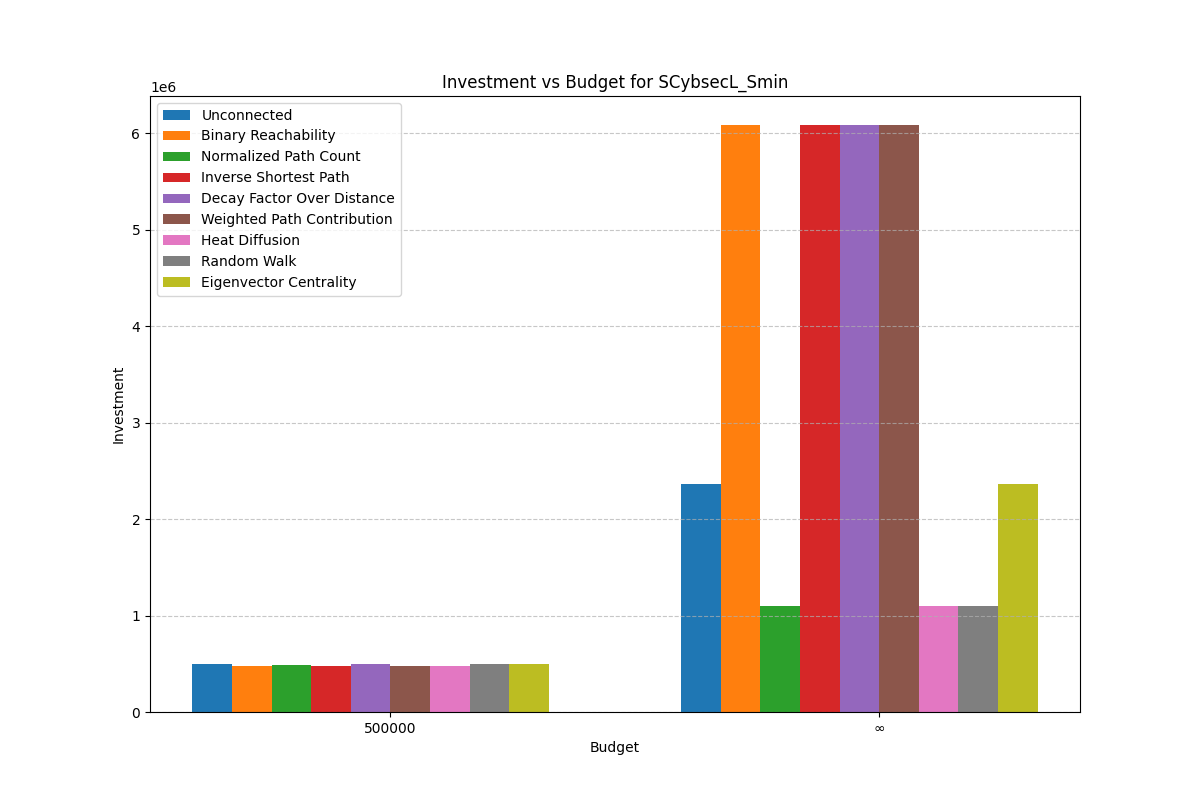 Investment vs Budget for SCybsecL_Smin
1e6
Unconnected
Binary Reachability
Normalized Path Count
Inverse Shortest Path
Decay Factor Over Distance
Weighted Path Contribution
Heat Diffusion
Random Walk
Eigenvector Centrality
6
5
4
3
2
1
0
Investment
500000
∞
Budget